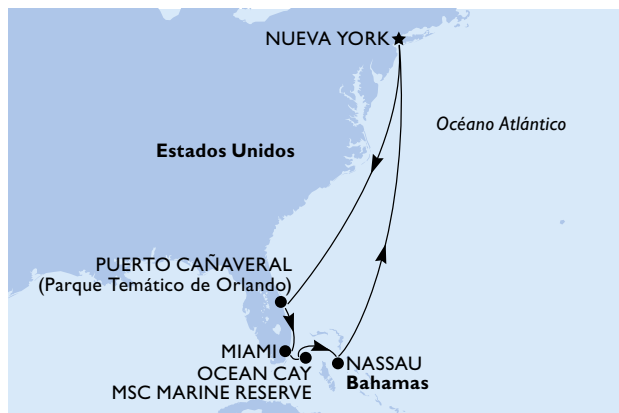 NUEVA YORK
Océano Atlántico
Estados Unidos
PUERTO CAÑAVERAL
(Parque Temático de Orlando)
MIAMI
OCEAN CAY
MSC MARINE RESERVE
NASSAU
Bahamas